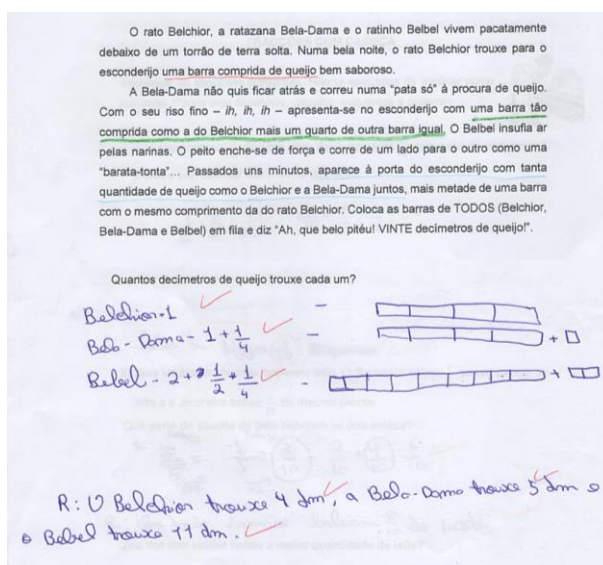 O rato Belchior, a ratazana Bela-Dama e o ratinho Belbel vivem pacatamente
debaixo de um torrão de terra solta. Numa bela noite, o rato Belchior trouxe para o
esconderijo uma barra comprida de queijo bem saboroso.
A Bela-Dama não quis ficar atrás e correu numa “pata só” à procura de queijo.
Com o seu riso fino – ih, ih, ih – apresenta-se no esconderijo com uma barra tão
comprida como a do Belchior mais um quarto de outra barra igual. O Belbel insufla ar
pelas narinas. O peito enche-se de força e corre de um lado para o outro como uma
“barata-tonta”... Passados uns minutos, aparece à porta do esconderijo com tanta
quantidade de queijo como o Belchior e a Bela-Dama juntos, mais metade de uma barra
com o mesmo comprimento da do rato Belchior. Coloca as barras de TODOS (Belchior,
Bela-Dama e Belbel) em fila e diz “Ah, que belo pitéu! VINTE decímetros de queijo!”.
Quantos decímetros de queijo trouxe cada um?
Belchior-1 –
Bela-Dama- 1+1/4 – +
Bebel - 2+ 1/2 + 1/4 - +
R: O Belchior trouxe 4 dm, a Bela-Dama trouxe 5 dm e
o Bebel trouxe 11 dm.